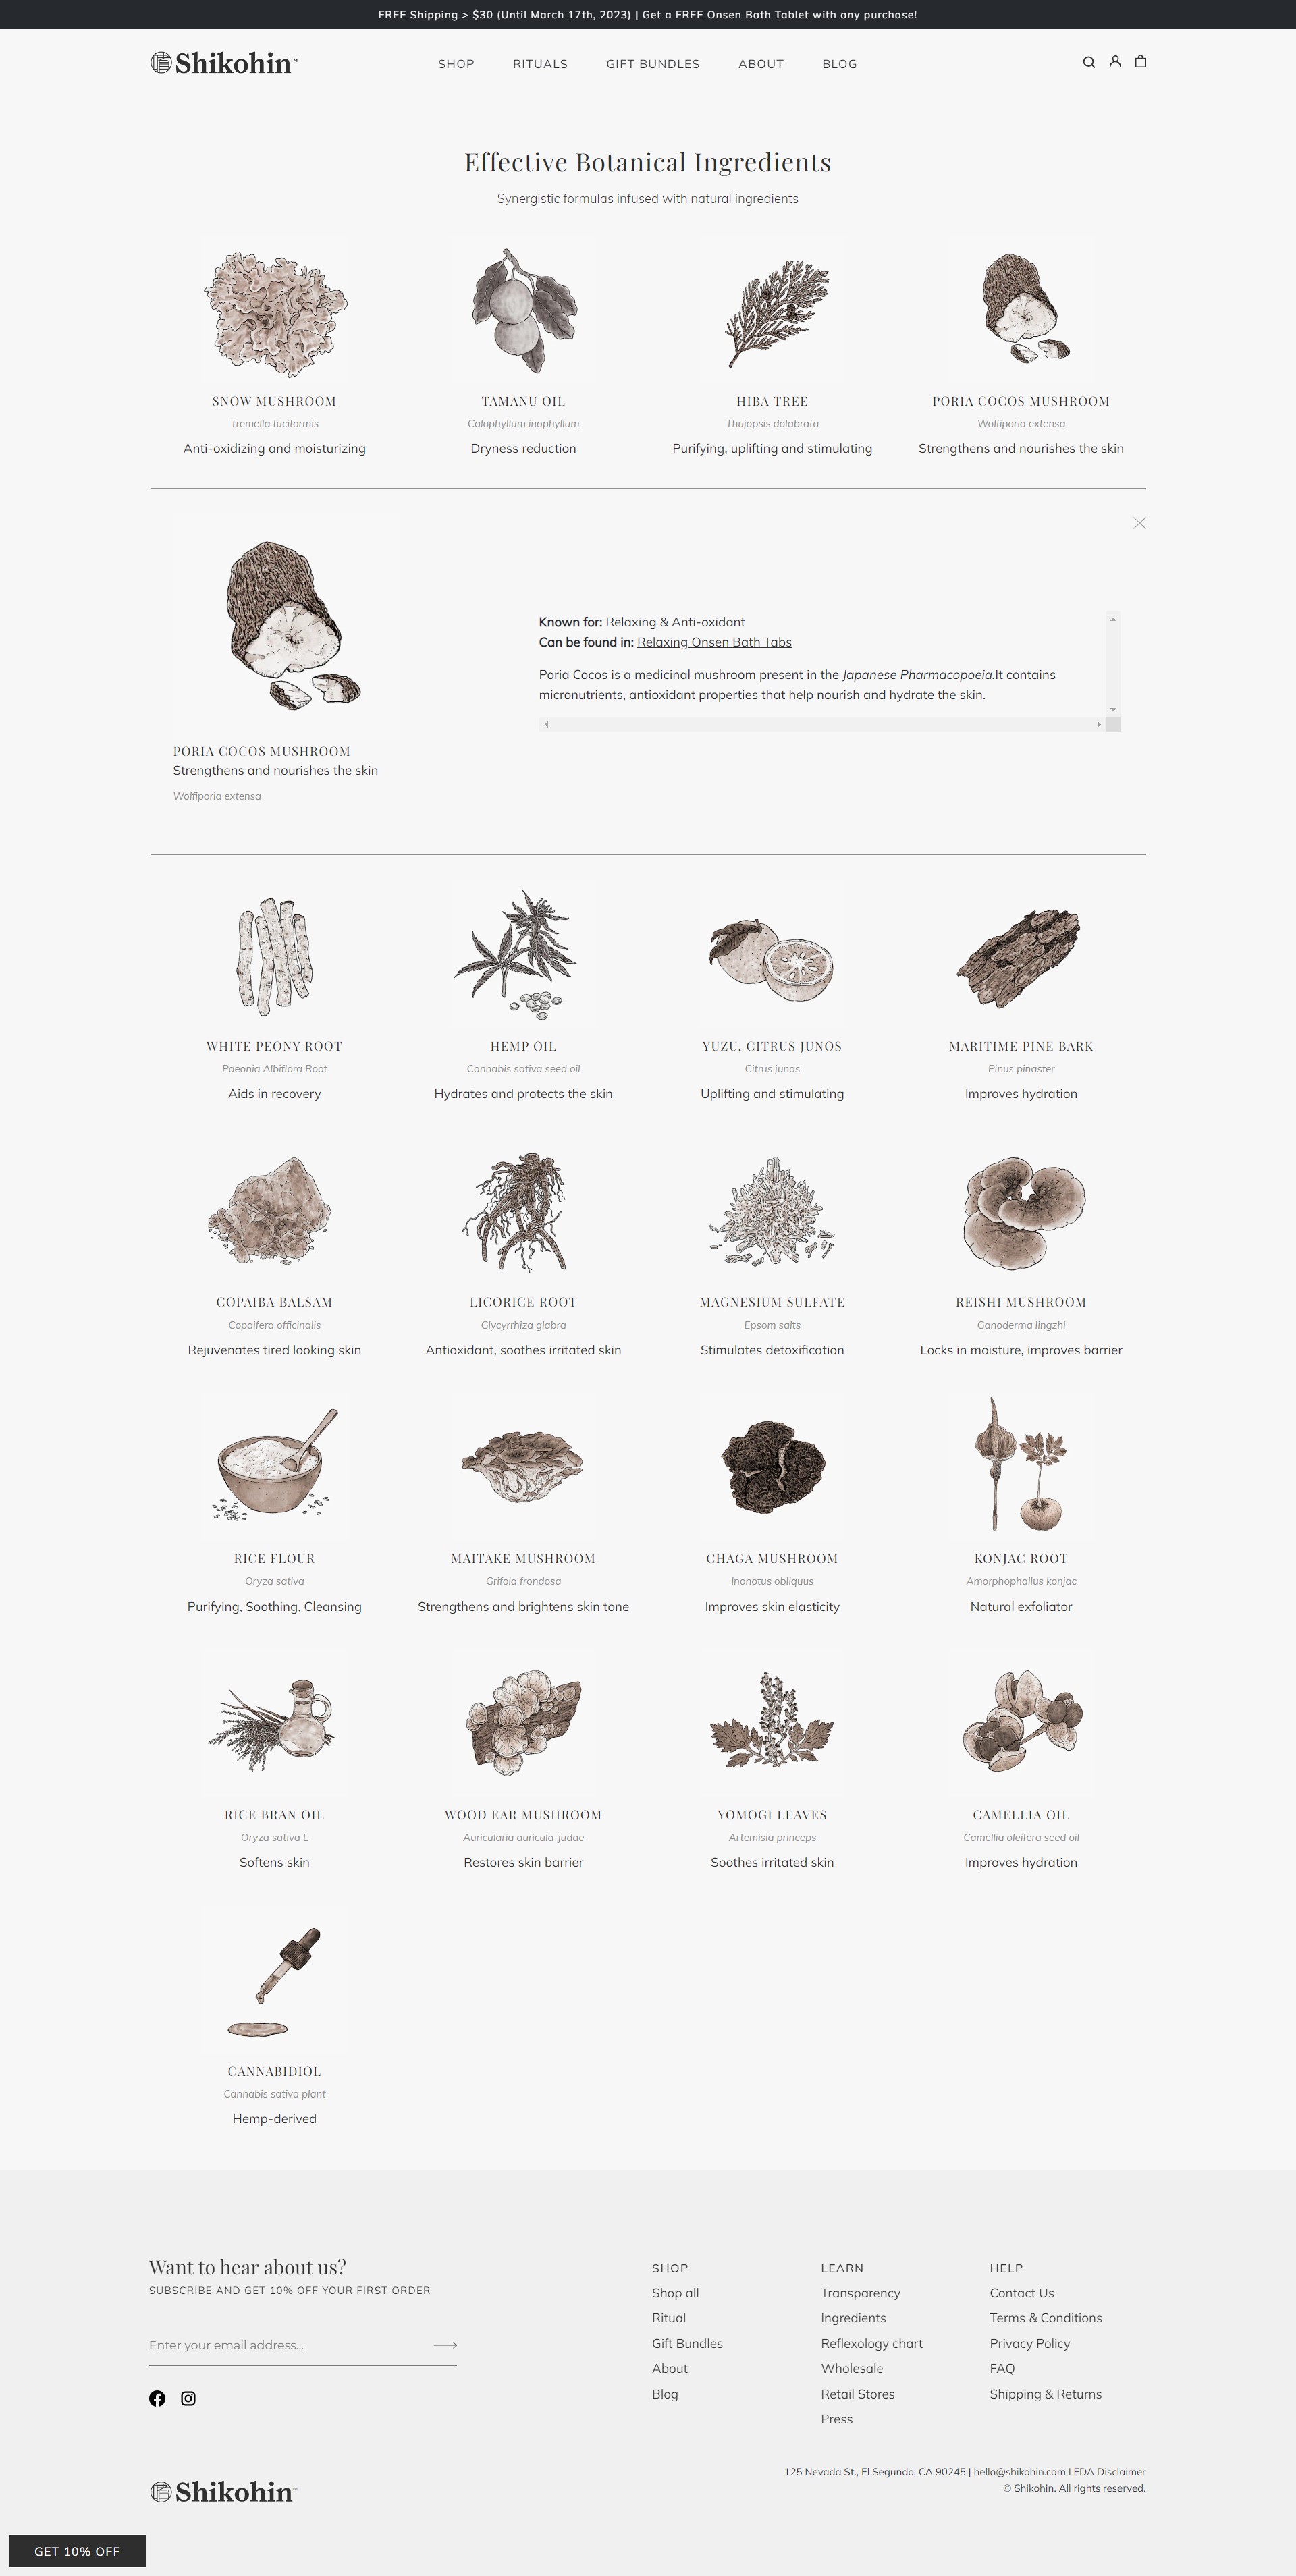 FREE Shipping > $30 (Until March 17th, 2023) | Get a FREE Onsen Bath Tablet with any purchase!
Shikohin™
SHOP RITUALS GIFT BUNDLES ABOUT BLOG
Effective Botanical Ingredients
Synergistic formulas infused with natural ingredients
SNOW MUSHROOM
Tremella fuciformis
Anti-oxidizing and moisturizing
TAMANU OIL
Calophyllum inophyllum
Dryness reduction
HIBA TREE
Thujopsis dolabrata
Purifying, uplifting and stimulating
PORIA COCOS MUSHROOM
Wolfiporia extensa
Strengthens and nourishes the skin
PORIA COCOS MUSHROOM
Strengthens and nourishes the skin
Wolfiporia extensa
Known for: Relaxing & Anti-oxidant
Can be found in: Relaxing Onsen Bath Tabs
Poria Cocos is a medicinal mushroom present in the Japanese Pharmacopoeia.It contains
micronutrients, antioxidant properties that help nourish and hydrate the skin.
WHITE PEONY ROOT
Paeonia Albiflora Root
Aids in recovery
HEMP OIL
Cannabis sativa seed oil
Hydrates and protects the skin
YUZU, CITRUS JUNOS
Citrus junos
Uplifting and stimulating
MARITIME PINE BARK
Pinus pinaster
Improves hydration
COPAIBA BALSAM
Copaifera officinalis
Rejuvenates tired looking skin
LICORICE ROOT
Glycyrrhiza glabra
Antioxidant, soothes irritated skin
MAGNESIUM SULFATE
Epsom salts
Stimulates detoxification
REISHI MUSHROOM
Ganoderma lingzhi
Locks in moisture, improves barrier
RICE FLOUR
Oryza sativa
Purifying, Soothing, Cleansing
MAITAKE MUSHROOM
Grifola frondosa
Strengthens and brightens skin tone
CHAGA MUSHROOM
Inonotus obliquus
Improves skin elasticity
KONJAC ROOT
Amorphophallus konjac
Natural exfoliator
RICE BRAN OIL
Oryza sativa L
Softens skin
WOOD EAR MUSHROOM
Auricularia auricula-judae
Restores skin barrier
YOMOGI LEAVES
Artemisia princeps
Soothes irritated skin
CAMELLIA OIL
Camellia oleifera seed oil
Improves hydration
CANNABIDIOL
Cannabis sativa plant
Hemp-derived
Want to hear about us?
SUBSCRIBE AND GET 10% OFF YOUR FIRST ORDER
Enter your email address...
SHOP
Shop all
Ritual
Gift Bundles
About
Blog
LEARN
Transparency
Ingredients
Reflexology chart
Wholesale
Retail Stores
Press
HELP
Contact Us
Terms & Conditions
Privacy Policy
FAQ
Shipping & Returns
Shikohin™
125 Nevada St., El Segundo, CA 90245 | hello@shikohin.com I FDA Disclaimer
© Shikohin. All rights reserved.
GET 10% OFF